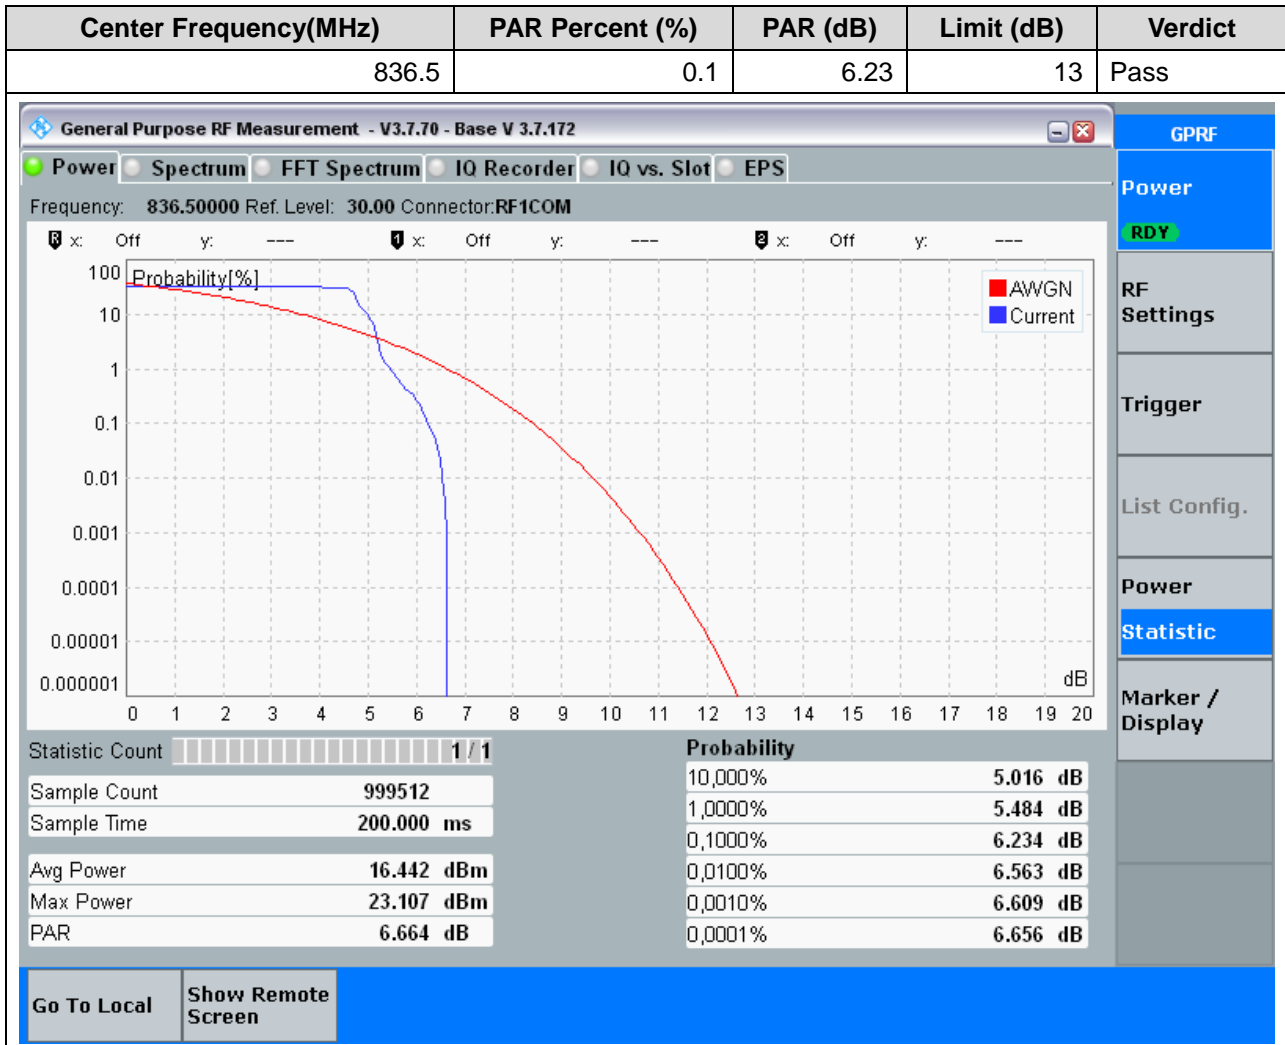 Center Frequency(MHz) PAR Percent (%) PAR (dB) Limit (dB) Verdict
836.5 0.1 6.23 13 Pass
General Purpose RF Measurement - V3.7.70 - Base V 3.7.172
GPRF
Power Spectrum FFT Spectrum IQ Recorder IQ vs. Slot EPS
Frequency: 836.50000 Ref. Level: 30.00 Connector:RF1COM
R x: Off y: --- 1 x: Off y: --- 2 x: Off y: ---
Probability[%]
AWGN
Current
100
10
1
0.1
0.01
0.001
0.0001
0.00001
0.000001
dB
0 1 2 3 4 5 6 7 8 9 10 11 12 13 14 15 16 17 18 19 20
Statistic Count 1 / 1
Sample Count 999512
Sample Time 200.000 ms
Avg Power 16.442 dBm
Max Power 23.107 dBm
PAR 6.664 dB
Probability
10,000% 5.016 dB
1,0000% 5.484 dB
0,1000% 6.234 dB
0,0100% 6.563 dB
0,0010% 6.609 dB
0,0001% 6.656 dB
Power
RDY
RF
Settings
Trigger
List Config.
Power
Statistic
Marker /
Display
Go To Local
Show Remote
Screen